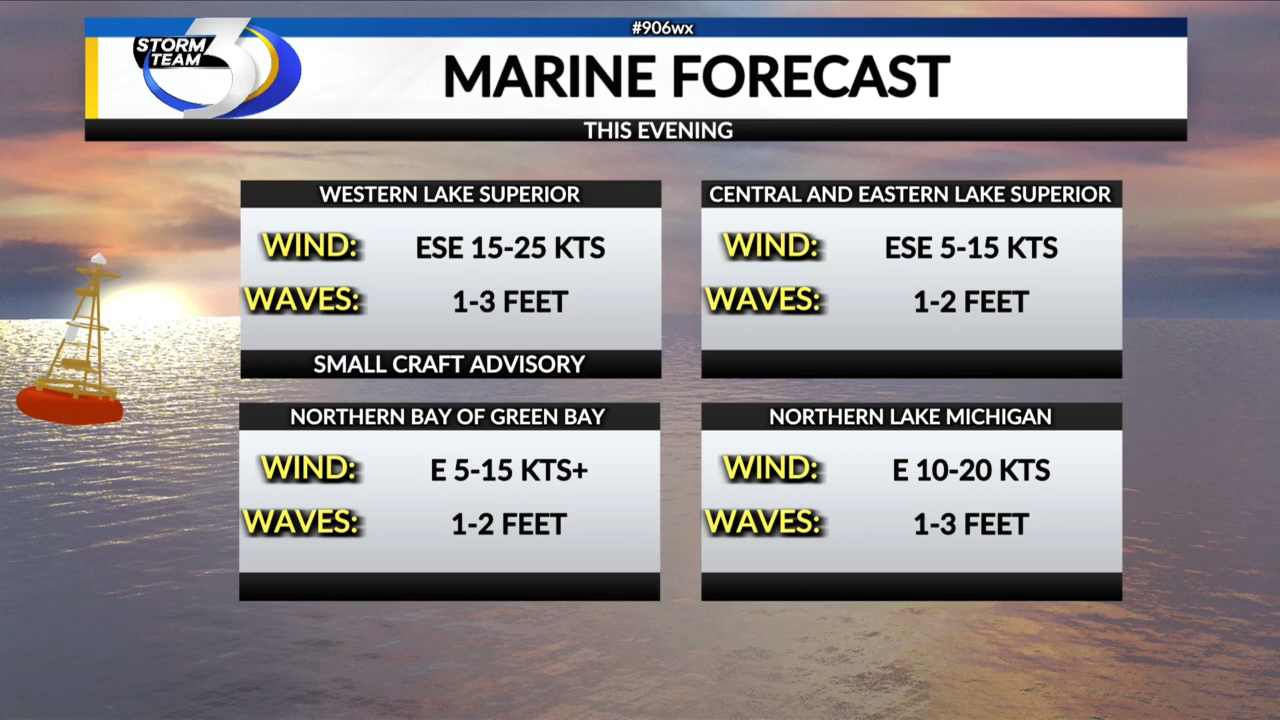 #906wx
STORM
TEAM
3
MARINE FORECAST
THIS EVENING
WESTERN LAKE SUPERIOR
WIND: ESE 15-25 KTS
WAVES: 1-3 FEET
SMALL CRAFT ADVISORY
CENTRAL AND EASTERN LAKE SUPERIOR
WIND: ESE 5-15 KTS
WAVES: 1-2 FEET
NORTHERN BAY OF GREEN BAY
WIND: E 5-15 KTS+
WAVES: 1-2 FEET
NORTHERN LAKE MICHIGAN
WIND: E 10-20 KTS
WAVES: 1-3 FEET